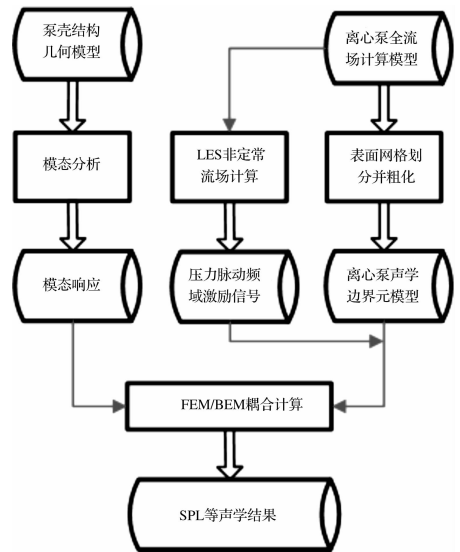 泵壳结构
几何模型
离心泵全流
场计算模型
模态分析
LES非定常
流场计算
表面网格划
分并粗化
模态响应
压力脉动频
域激励信号
离心泵声学
边界元模型
FEM/BEM耦合计算
SPL等声学结果